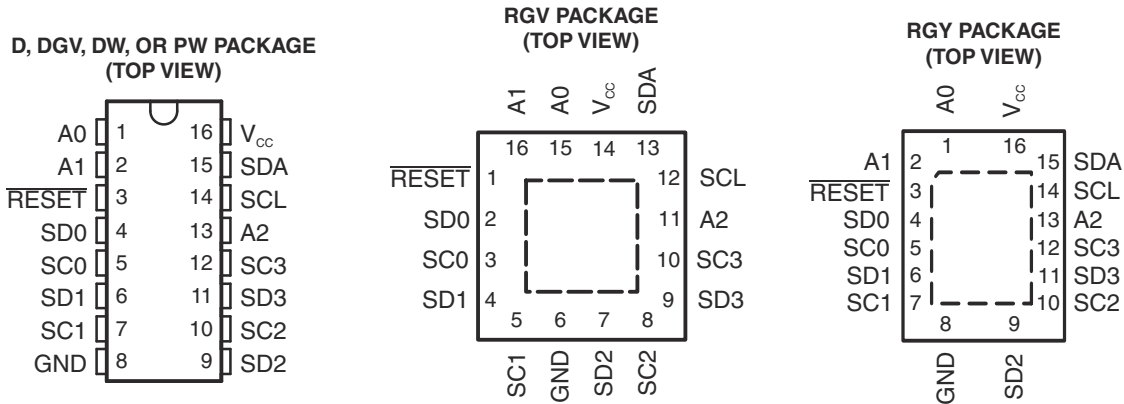 D, DGV, DW, OR PW PACKAGE
(TOP VIEW)
A0 1 16 VCC
A1 2 15 SDA
RESET 3 14 SCL
SD0 4 13 A2
SC0 5 12 SC3
SD1 6 11 SD3
SC1 7 10 SC2
GND 8 9 SD2
RGV PACKAGE
(TOP VIEW)
A1 A0 VCC SDA
16 15 14 13
RESET 1 12 SCL
SD0 2 11 A2
SC0 3 10 SC3
SD1 4 9 SD3
5 6 7 8
SC1 GND SD2 SC2
RGY PACKAGE
(TOP VIEW)
A0 VCC
1 16
A1 2 15 SDA
RESET 3 14 SCL
SD0 4 13 A2
SC0 5 12 SC3
SD1 6 11 SD3
SC1 7 10 SC2
8 9
GND SD2